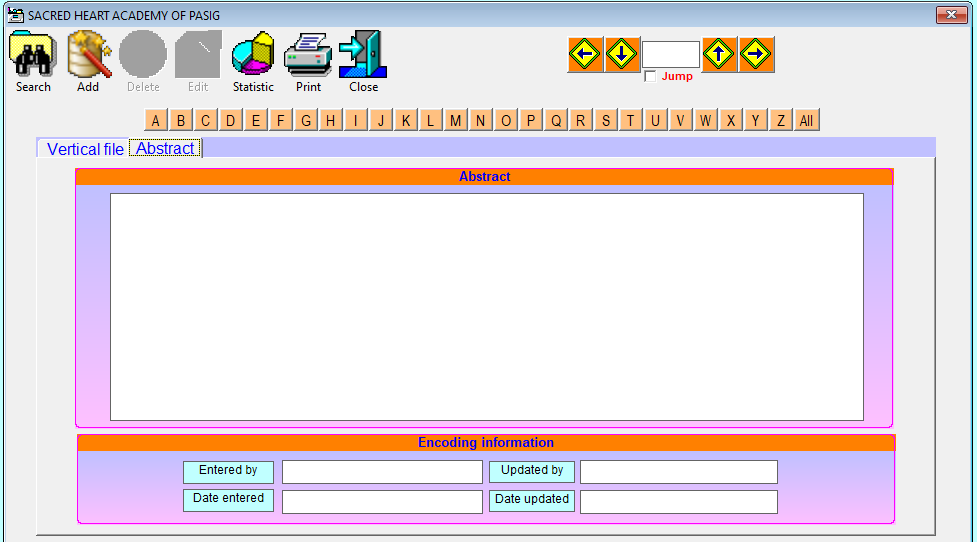 SACRED HEART ACADEMY OF PASIG
Search Add Delete Edit Statistic Print Close
Jump
A B C D E F G H I J K L M N O P Q R S T U V W X Y Z All
Vertical file Abstract
Abstract
Encoding information
Entered by Updated by
Date entered Date updated